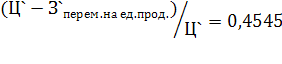 (Ц` − З`перем.на ед.прод.)/Ц` = 0,4545